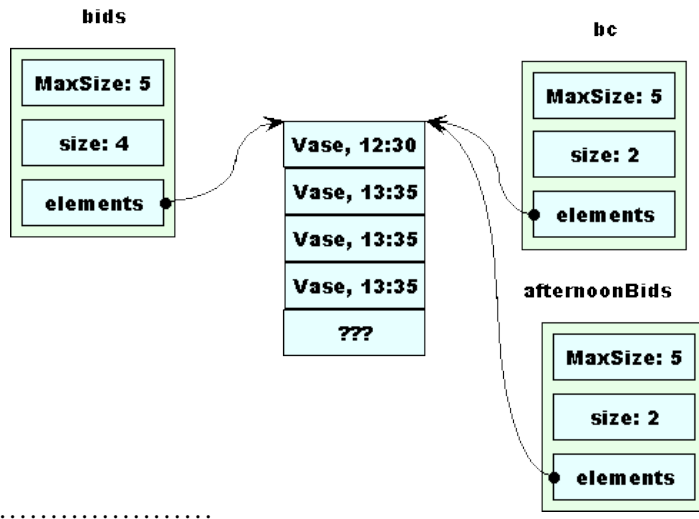 bids
MaxSize: 5
size: 4
elements
Vase, 12:30
Vase, 13:35
Vase, 13:35
Vase, 13:35
???
bc
MaxSize: 5
size: 2
elements
afternoonBids
MaxSize: 5
size: 2
elements
.....................